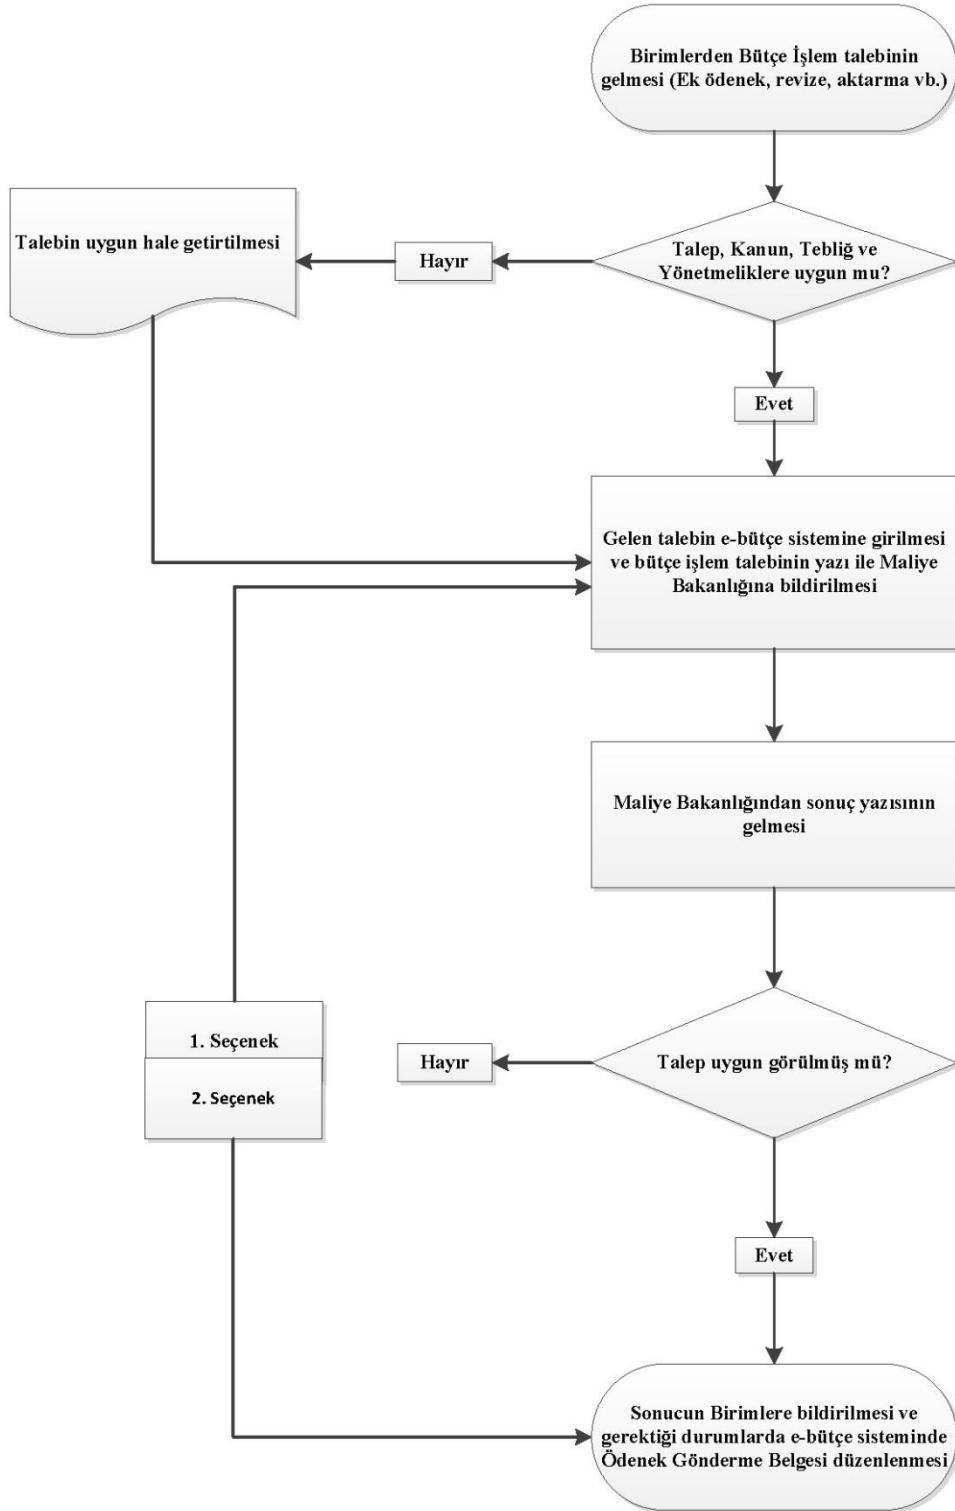 Birimlerden Bütçe İşlem talebinin
gelmesi (Ek ödenek, revize, aktarma vb.)
Talebin uygun hale getirtilmesi
Hayır
Talep, Kanun, Tebliğ ve
Yönetmeliklere uygun mu?
Evet
Gelen talebin e-bütçe sistemine girilmesi
ve bütçe işlem talebinin yazı ile Maliye
Bakanlığına bildirilmesi
Maliye Bakanlığından sonuç yazısının
gelmesi
1. Seçenek
2. Seçenek
Hayır
Talep uygun görülmüş mü?
Evet
Sonucun Birimlere bildirilmesi ve
gerektiği durumlarda e-bütçe sisteminde
Ödenek Gönderme Belgesi düzenlenmesi